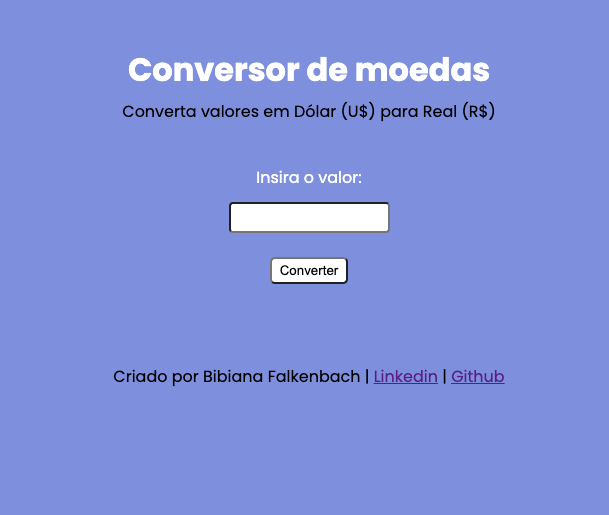 Conversor de moedas
Converta valores em Dólar (U$) para Real (R$)
Insira o valor:
Converter
Criado por Bibiana Falkenbach | Linkedin | Github